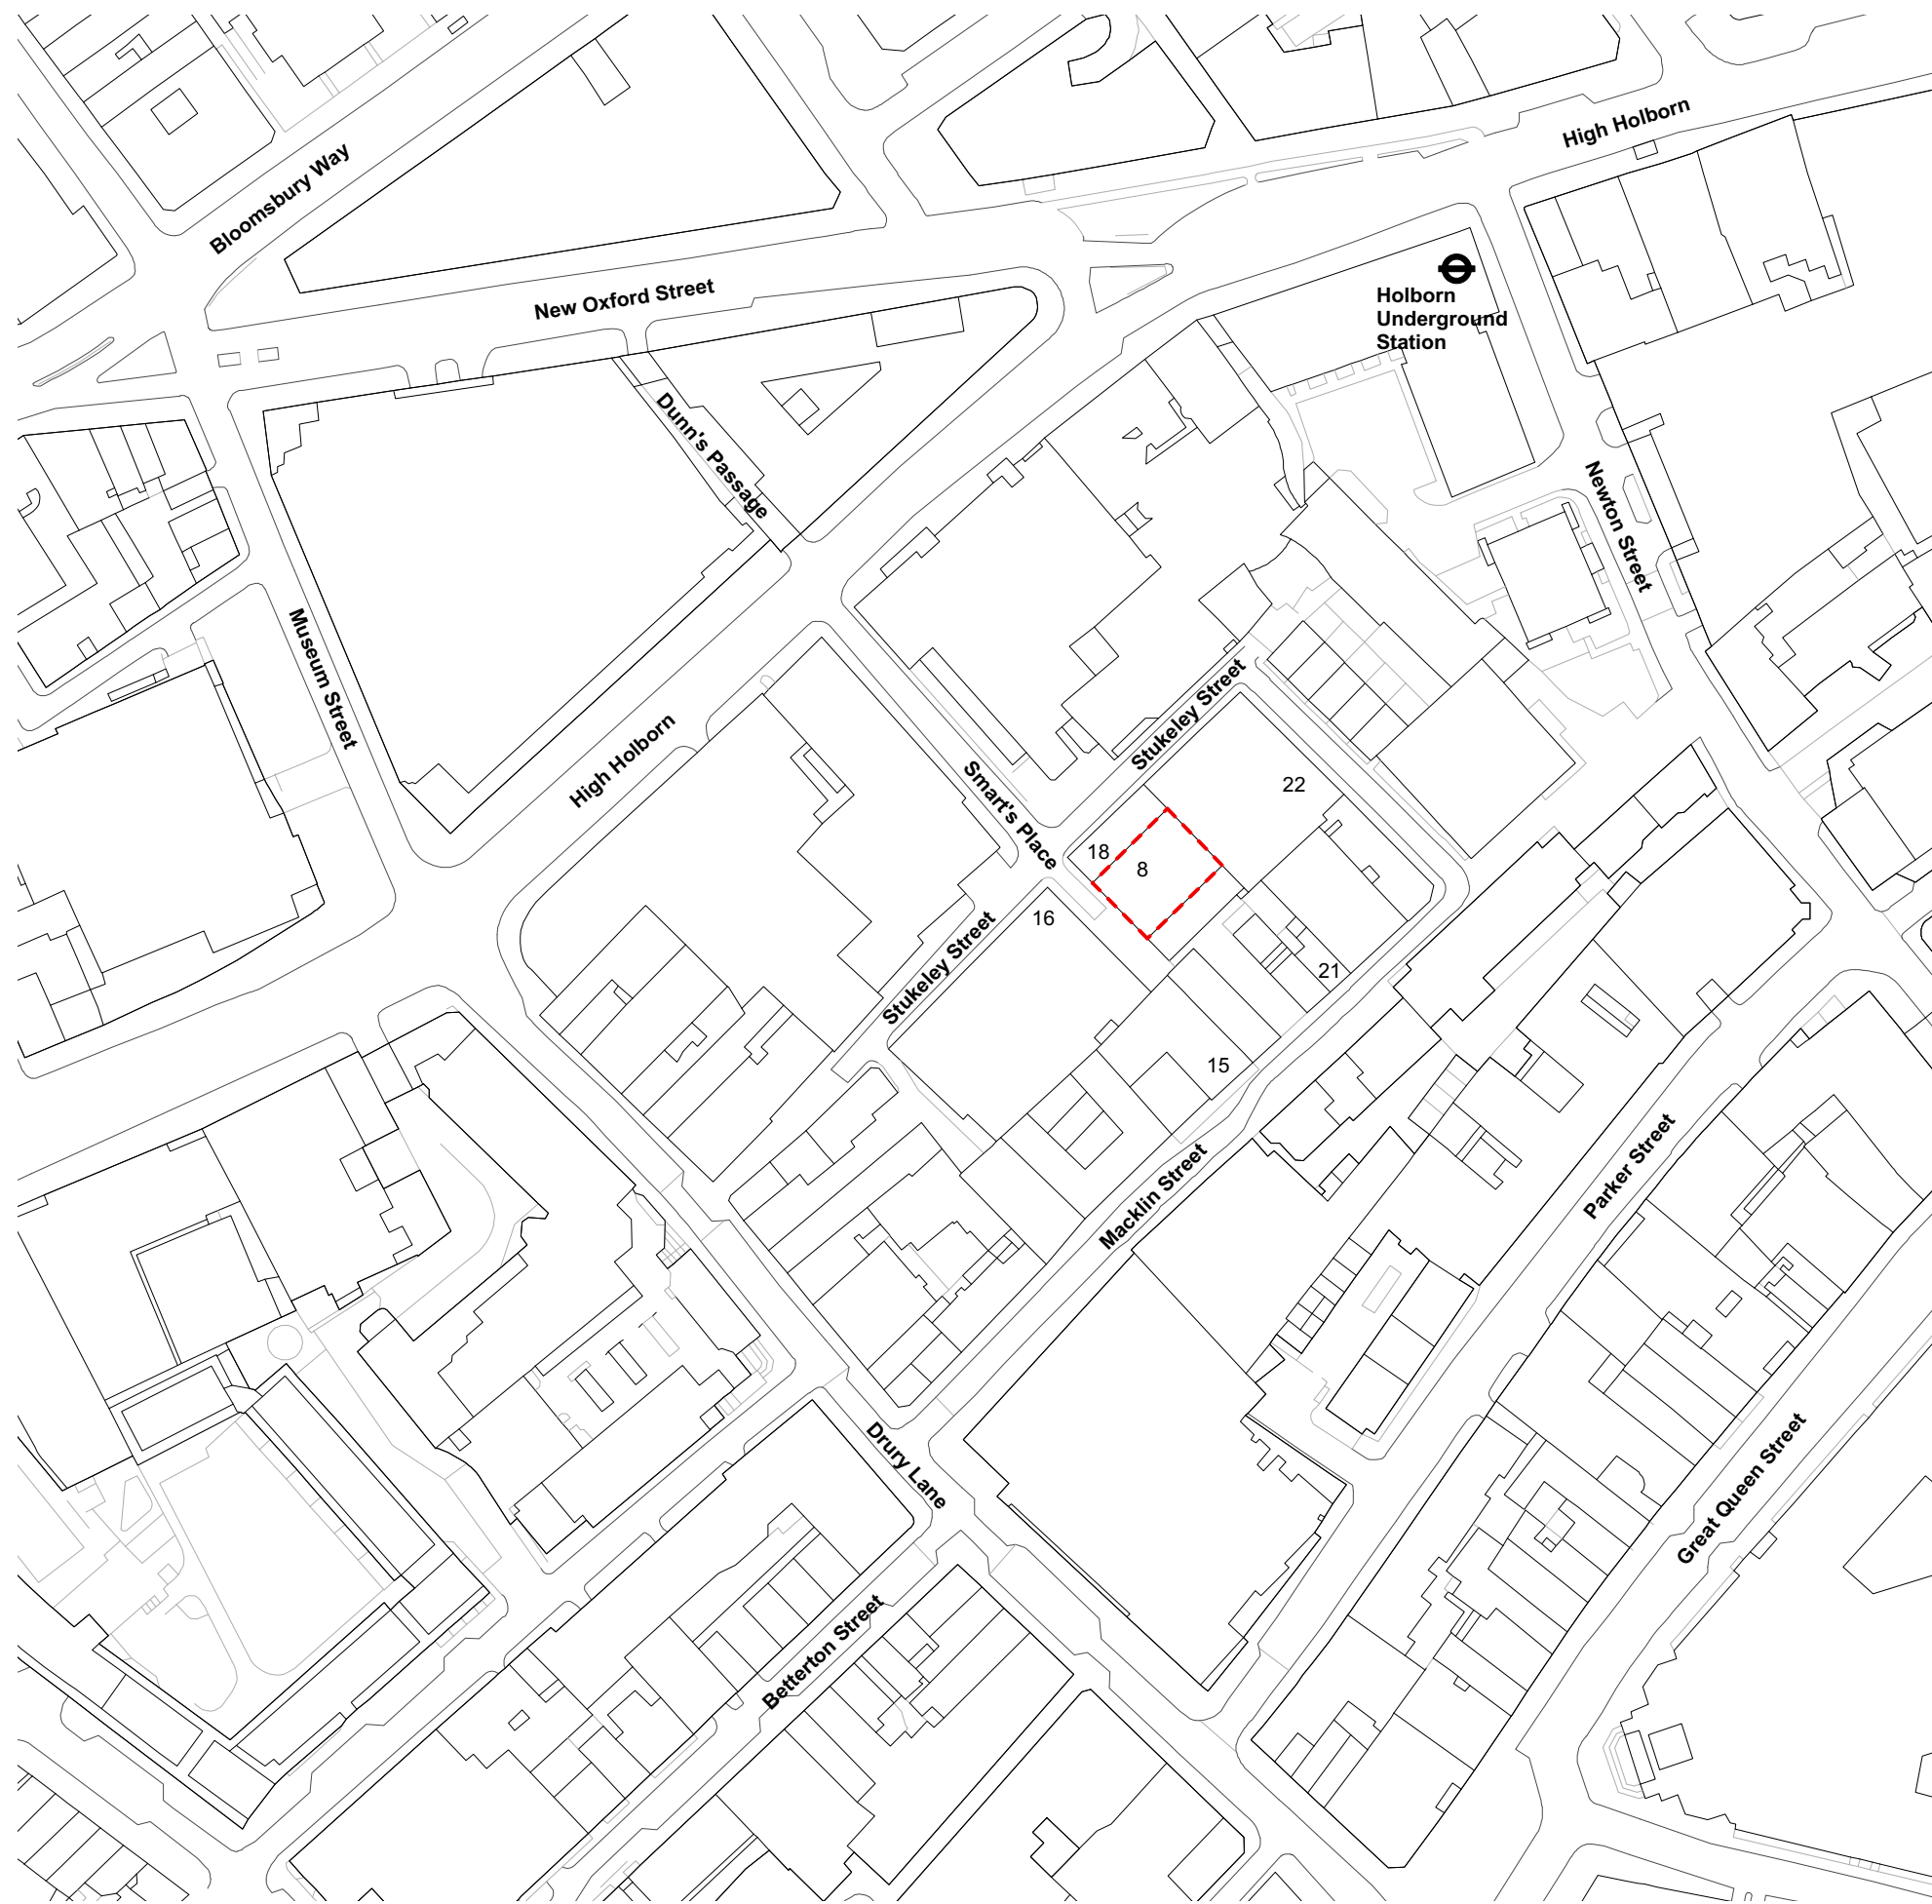 High Holborn
Bloomsbury Way
Holborn
Underground
Station
New Oxford Street
Dunn's Passage
Newton Street
Museum Street
Stukeley Street
High Holborn
Smart's Place
22
18
8
16
Stukeley Street
21
15
Macklin Street
Parker Street
Drury Lane
Great Queen Street
Betterton Street